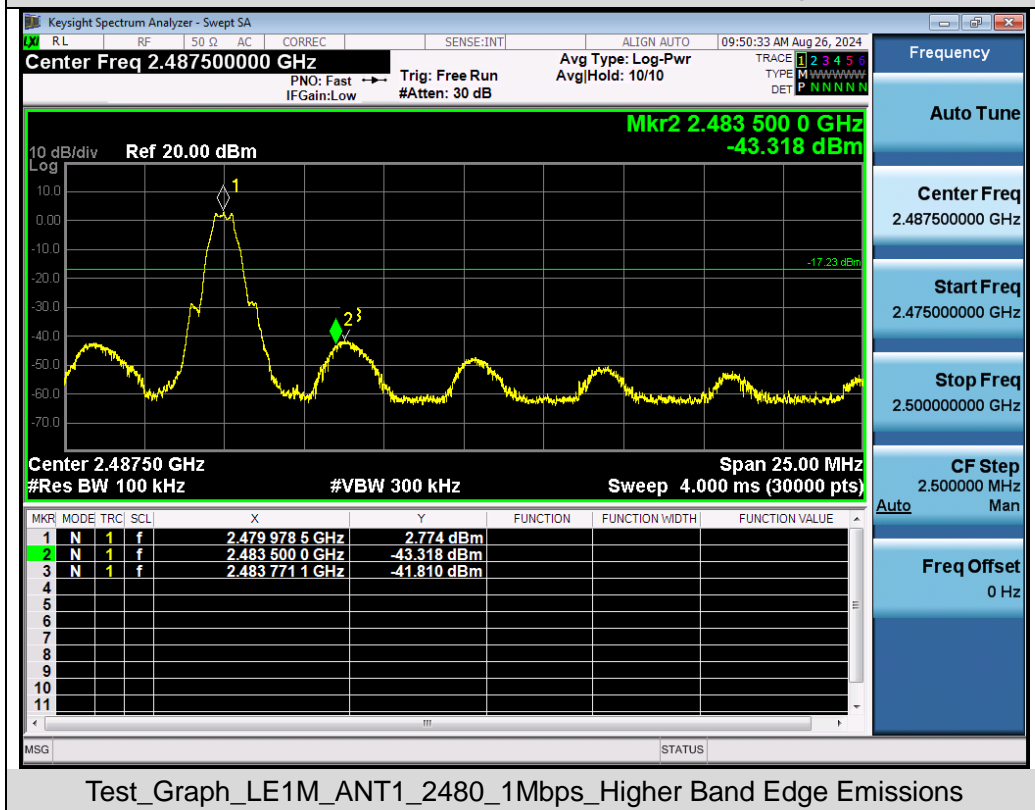 Keysight Spectrum Analyzer - Swept SA
LXI RL RF 50 Ω AC CORREC SENSE:INT ALIGN AUTO 09:50:33 AM Aug 26, 2024
Center Freq 2.487500000 GHz
PNO: Fast
IFGain:Low
Trig: Free Run
#Atten: 30 dB
Avg Type: Log-Pwr
Avg|Hold: 10/10
TRACE 1 2 3 4 5 6
TYPE M WWWWW
DET P N N N N N
Mkr2 2.483 500 0 GHz
-43.318 dBm
10 dB/div Ref 20.00 dBm
Log
10.0
0.00
-10.0
-20.0
-30.0
-40.0
-50.0
-60.0
-70.0
1
-17.23 dBm
2 3
Center 2.48750 GHz Span 25.00 MHz
#Res BW 100 kHz #VBW 300 kHz Sweep 4.000 ms (30000 pts)
MKR MODE TRC SCL X Y FUNCTION FUNCTION WIDTH FUNCTION VALUE
1 N 1 f 2.479 978 5 GHz 2.774 dBm
2 N 1 f 2.483 500 0 GHz -43.318 dBm
3 N 1 f 2.483 771 1 GHz -41.810 dBm
4
5
6
7
8
9
10
11
MSG STATUS
Frequency
Auto Tune
Center Freq
2.487500000 GHz
Start Freq
2.475000000 GHz
Stop Freq
2.500000000 GHz
CF Step
2.500000 MHz
Auto Man
Freq Offset
0 Hz
Test_Graph_LE1M_ANT1_2480_1Mbps_Higher Band Edge Emissions